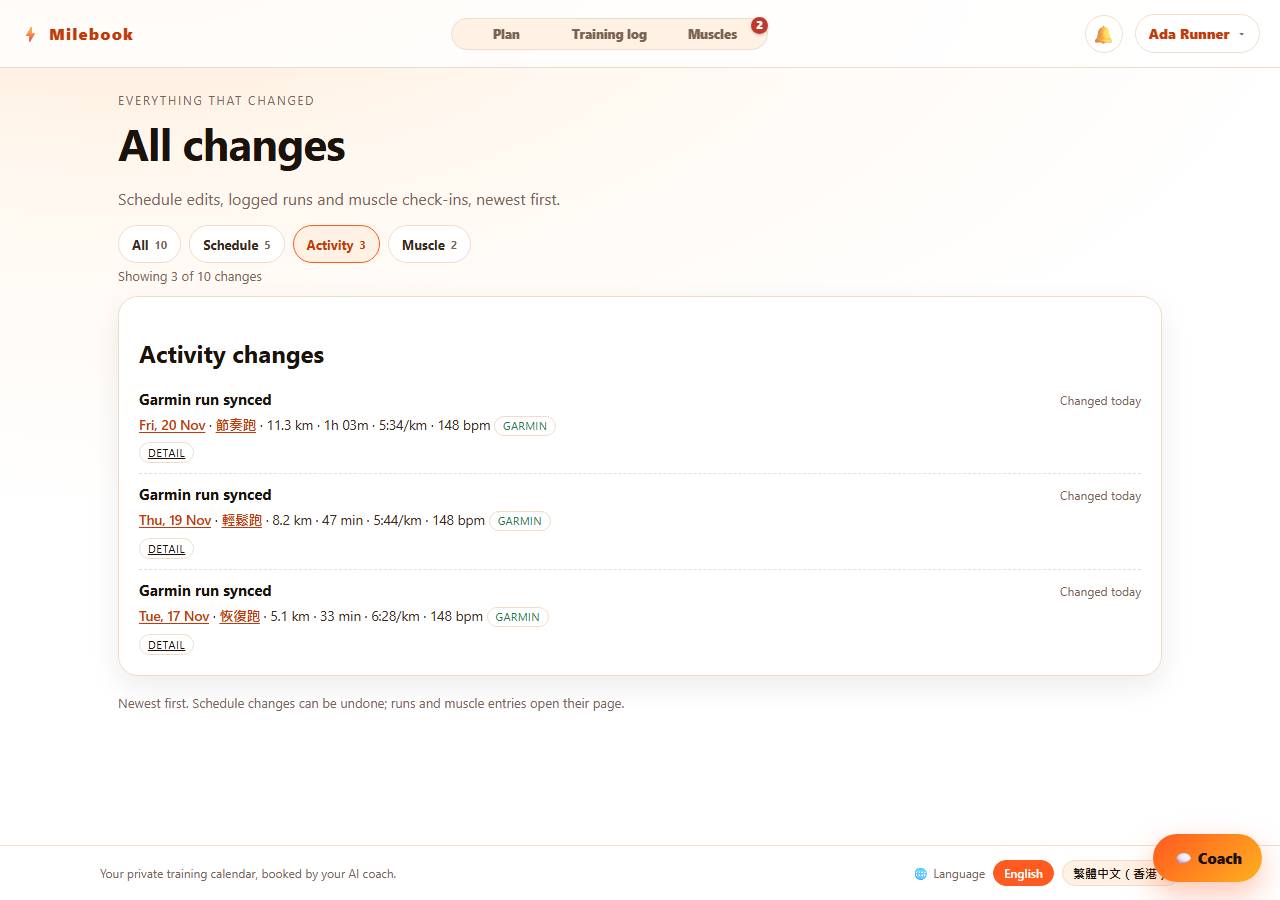 Milebook
Plan Training log Muscles 2
Ada Runner
EVERYTHING THAT CHANGED
All changes
Schedule edits, logged runs and muscle check-ins, newest first.
All 10 Schedule 5 Activity 3 Muscle 2
Showing 3 of 10 changes
Activity changes
Garmin run synced Changed today
Fri, 20 Nov · 節奏跑 · 11.3 km · 1h 03m · 5:34/km · 148 bpm GARMIN
DETAIL
Garmin run synced Changed today
Thu, 19 Nov · 輕鬆跑 · 8.2 km · 47 min · 5:44/km · 148 bpm GARMIN
DETAIL
Garmin run synced Changed today
Tue, 17 Nov · 恢復跑 · 5.1 km · 33 min · 6:28/km · 148 bpm GARMIN
DETAIL
Newest first. Schedule changes can be undone; runs and muscle entries open their page.
Your private training calendar, booked by your AI coach.
Language English 繁體中文（香港）
Coach